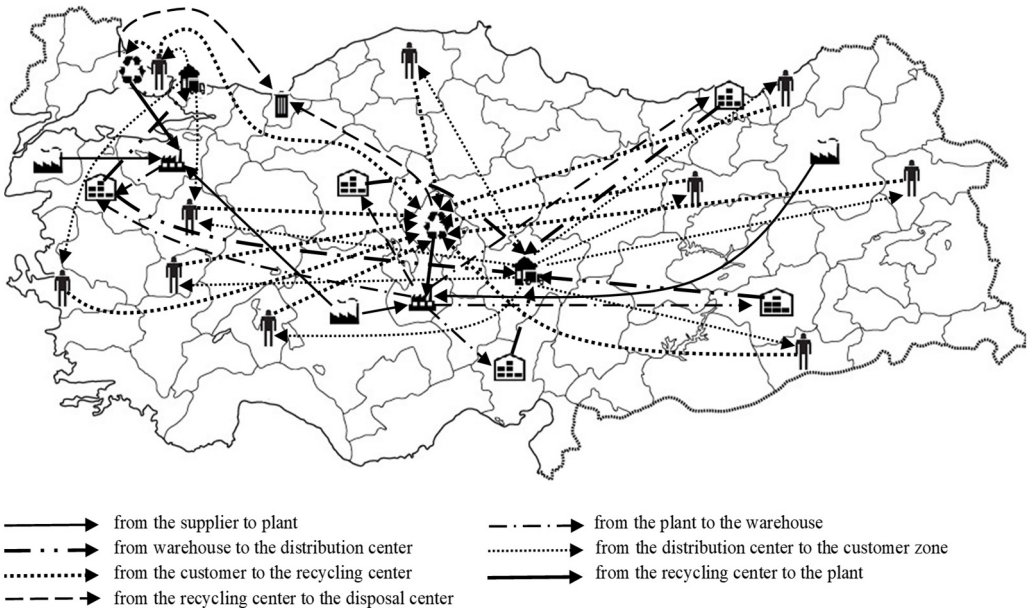 from the supplier to plant
from the plant to the warehouse
from warehouse to the distribution center
from the distribution center to the customer zone
from the customer to the recycling center
from the recycling center to the plant
from the recycling center to the disposal center